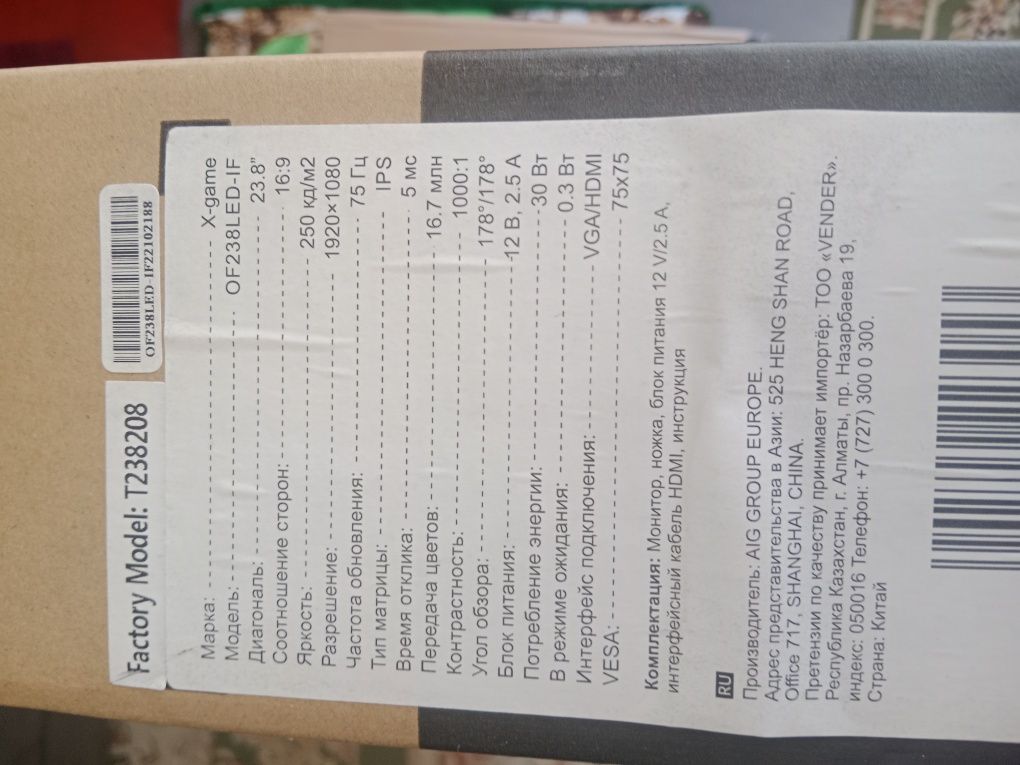 Factory Model: T238208
OF238LED-IF22102188
Марка: X-game
Модель: OF238LED-IF
Диагональ: 23.8"
Соотношение сторон: 16:9
Яркость: 250 кд/м2
Разрешение: 1920×1080
Частота обновления: 75 Гц
Тип матрицы: IPS
Время отклика: 5 мс
Передача цветов: 16.7 млн
Контрастность: 1000:1
Угол обзора: 178°/178°
Блок питания: 12 В, 2.5 А
Потребление энергии: 30 Вт
В режиме ожидания: 0.3 Вт
Интерфейс подключения: VGA/HDMI
VESA: 75x75
Комплектация: Монитор, ножка, блок питания 12 V/2.5 А,
интерфейсный кабель HDMI, инструкция
RU
Производитель: AIG GROUP EUROPE.
Адрес представительства в Азии: 525 HENG SHAN ROAD,
Office 717, SHANGHAI, CHINA.
Претензии по качеству принимает импортёр: ТОО «VENDER».
Республика Казахстан, г. Алматы, пр. Назарбаева 19,
индекс: 050016 Телефон: +7 (727) 300 0 300.
Страна: Китай